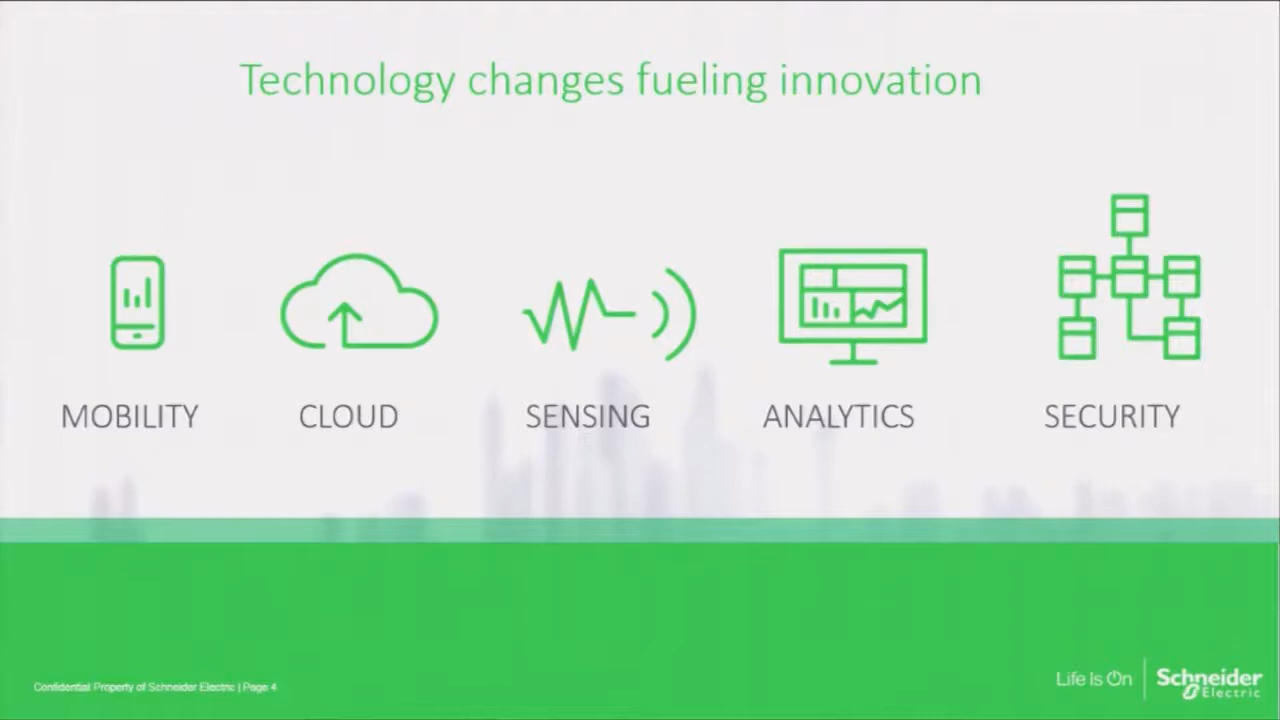 Technology changes fueling innovation
MOBILITY
CLOUD
SENSING
ANALYTICS
SECURITY
Confidential Property of Schneider Electric | Page 4
Life Is On
Schneider
Electric